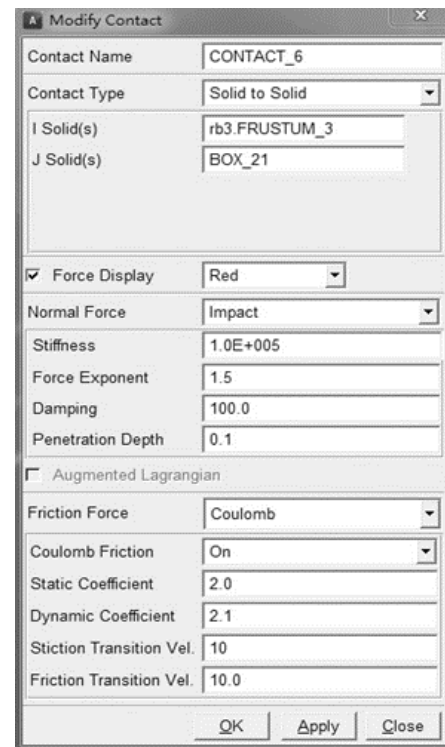 A Modify Contact
Contact Name CONTACT_6
Contact Type Solid to Solid
I Solid(s) rb3.FRUSTUM_3
J Solid(s) BOX_21
Force Display Red
Normal Force Impact
Stiffness 1.0E+005
Force Exponent 1.5
Damping 100.0
Penetration Depth 0.1
Augmented Lagrangian
Friction Force Coulomb
Coulomb Friction On
Static Coefficient 2.0
Dynamic Coefficient 2.1
Stiction Transition Vel. 10
Friction Transition Vel. 10.0
OK Apply Close